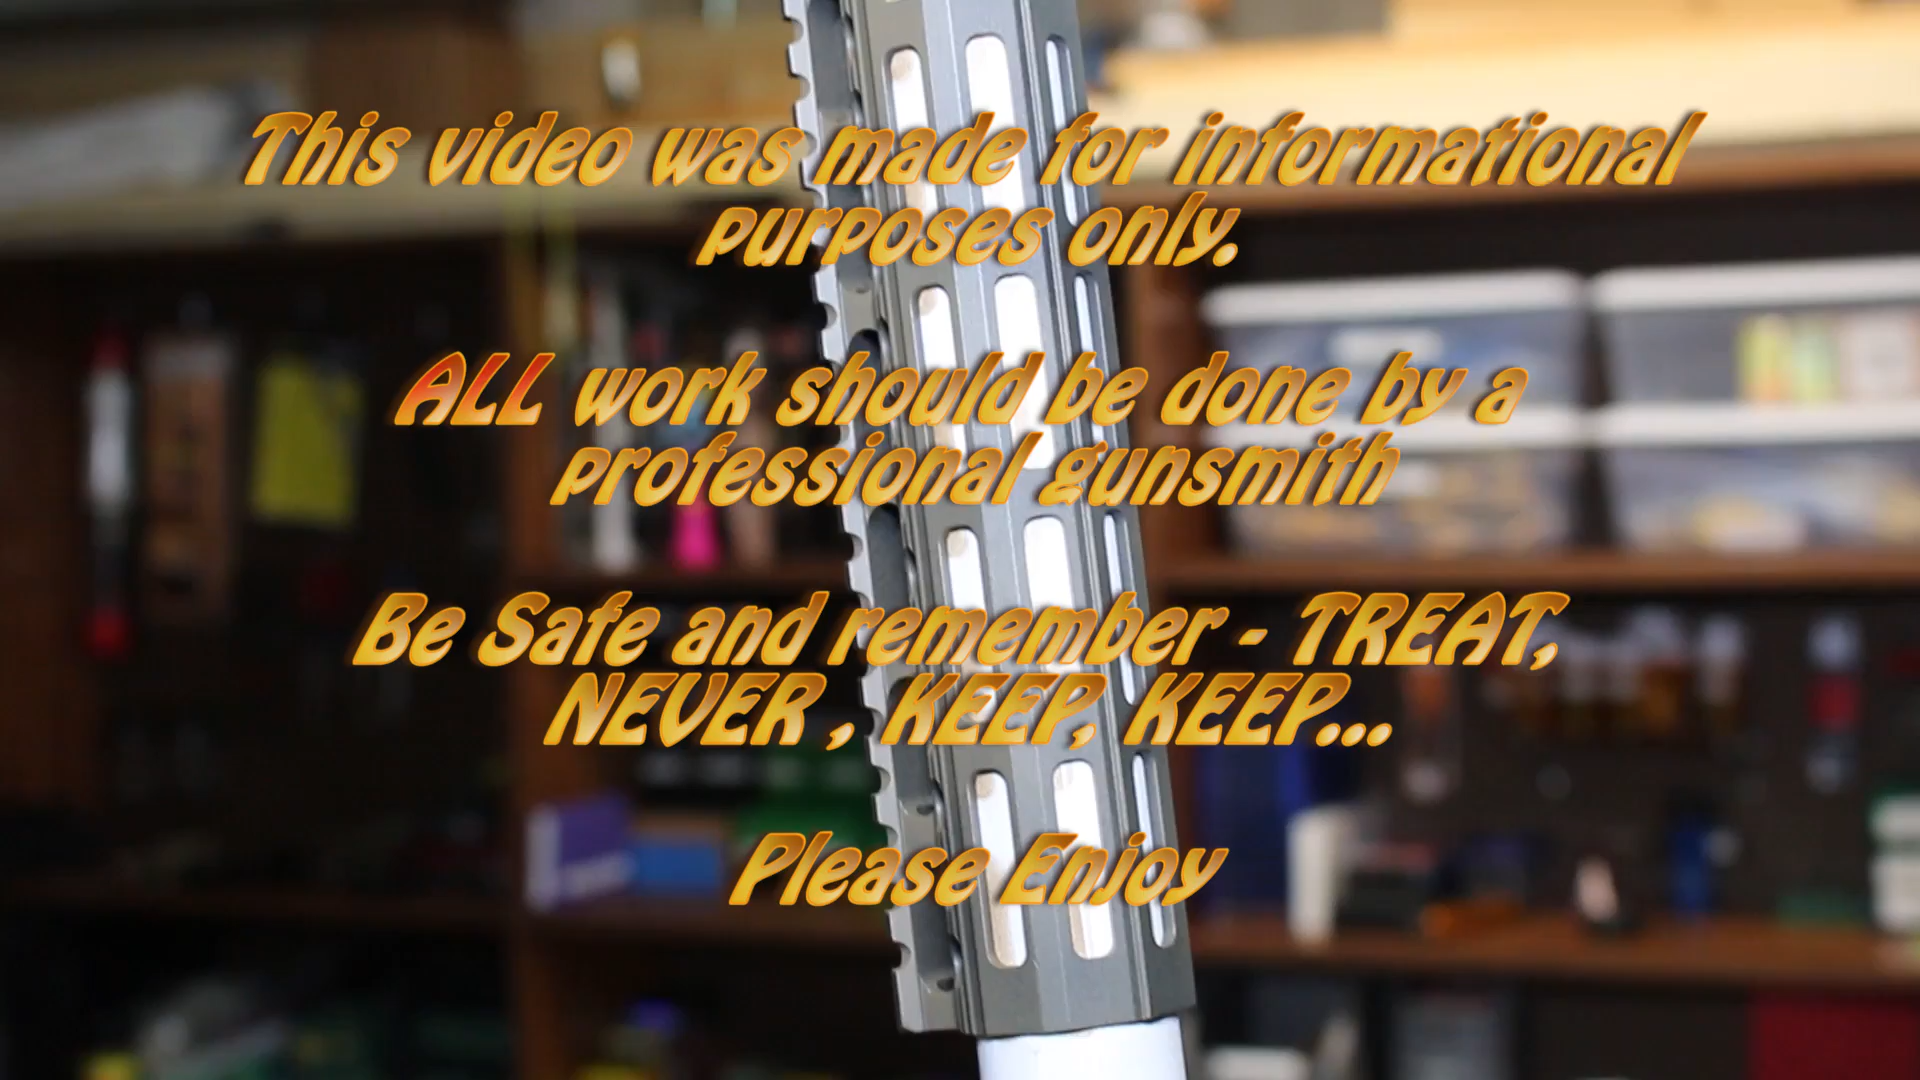 This video was made for informational
purposes only.
ALL work should be done by a
professional gunsmith
Be Safe and remember - TREAT,
NEVER , KEEP, KEEP...
Please Enjoy